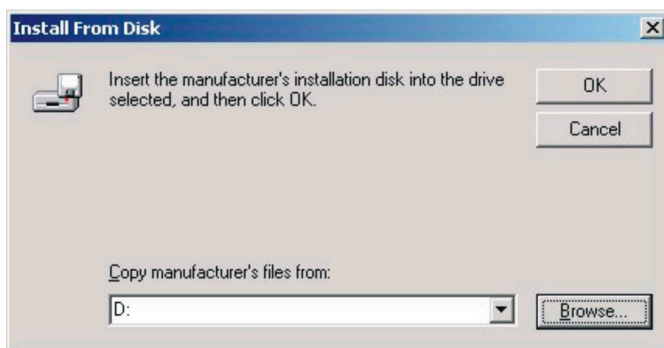 Install From Disk
Insert the manufacturer's installation disk into the drive
selected, and then click OK.
OK
Cancel
Copy manufacturer's files from:
D:
Browse...